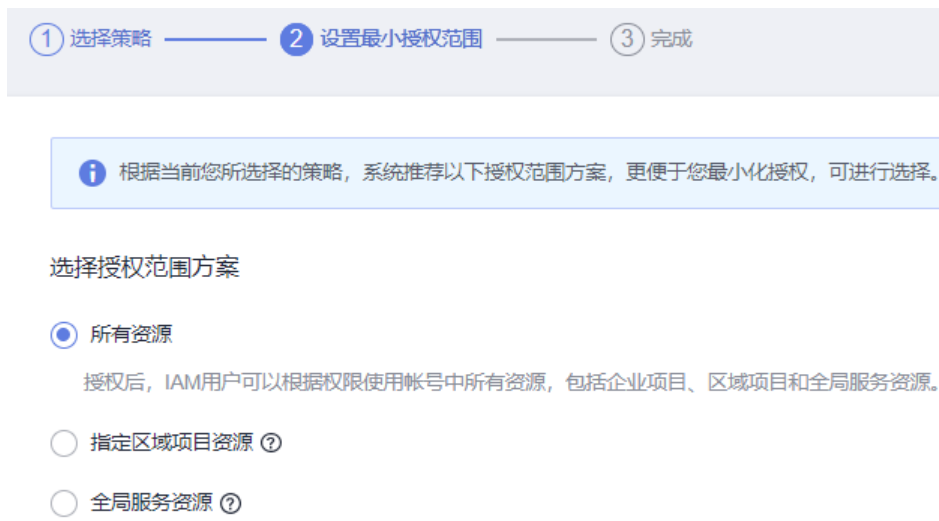 1 选择策略 2 设置最小授权范围 3 完成
根据当前您所选择的策略，系统推荐以下授权范围方案，更便于您最小化授权，可进行选择。
选择授权范围方案
所有资源
授权后，IAM用户可以根据权限使用帐号中所有资源，包括企业项目、区域项目和全局服务资源。
指定区域项目资源
全局服务资源